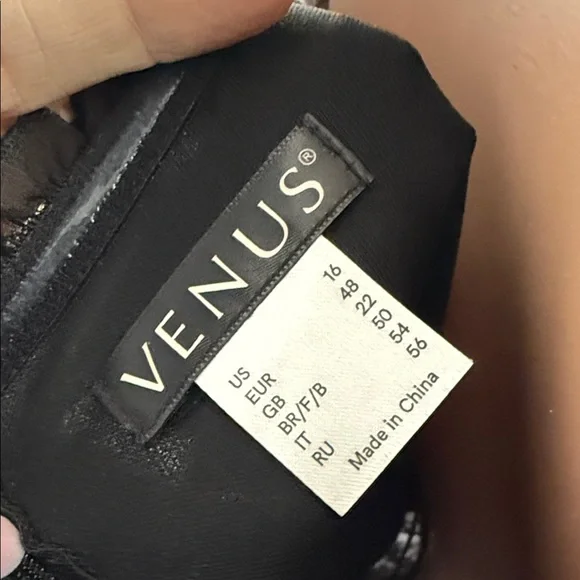 VENUS®
US 16
EUR 48
GB 22
BR/F/B 50
IT 54
RU 56
Made in China